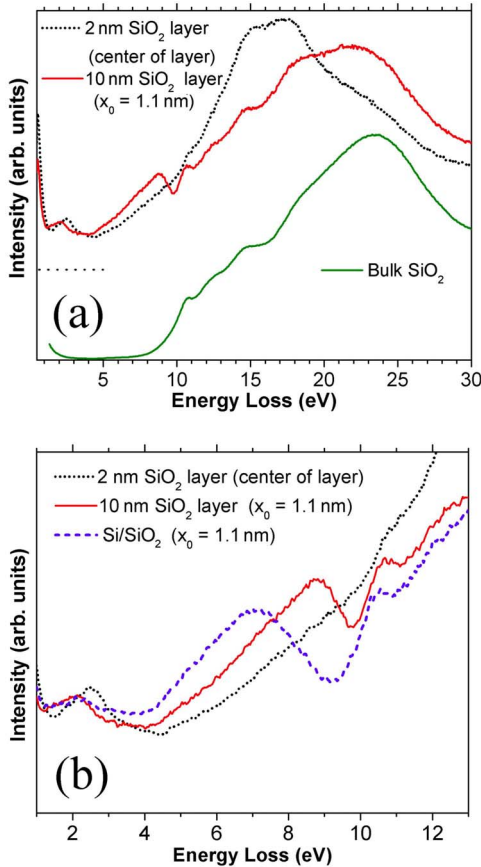 2 nm SiO2 layer
(center of layer)
10 nm SiO2 layer
(x0 = 1.1 nm)
Bulk SiO2
(a)
Intensity (arb. units)
5 10 15 20 25 30
Energy Loss (eV)
2 nm SiO2 layer (center of layer)
10 nm SiO2 layer (x0 = 1.1 nm)
Si/SiO2 (x0 = 1.1 nm)
(b)
Intensity (arb. units)
2 4 6 8 10 12
Energy Loss (eV)